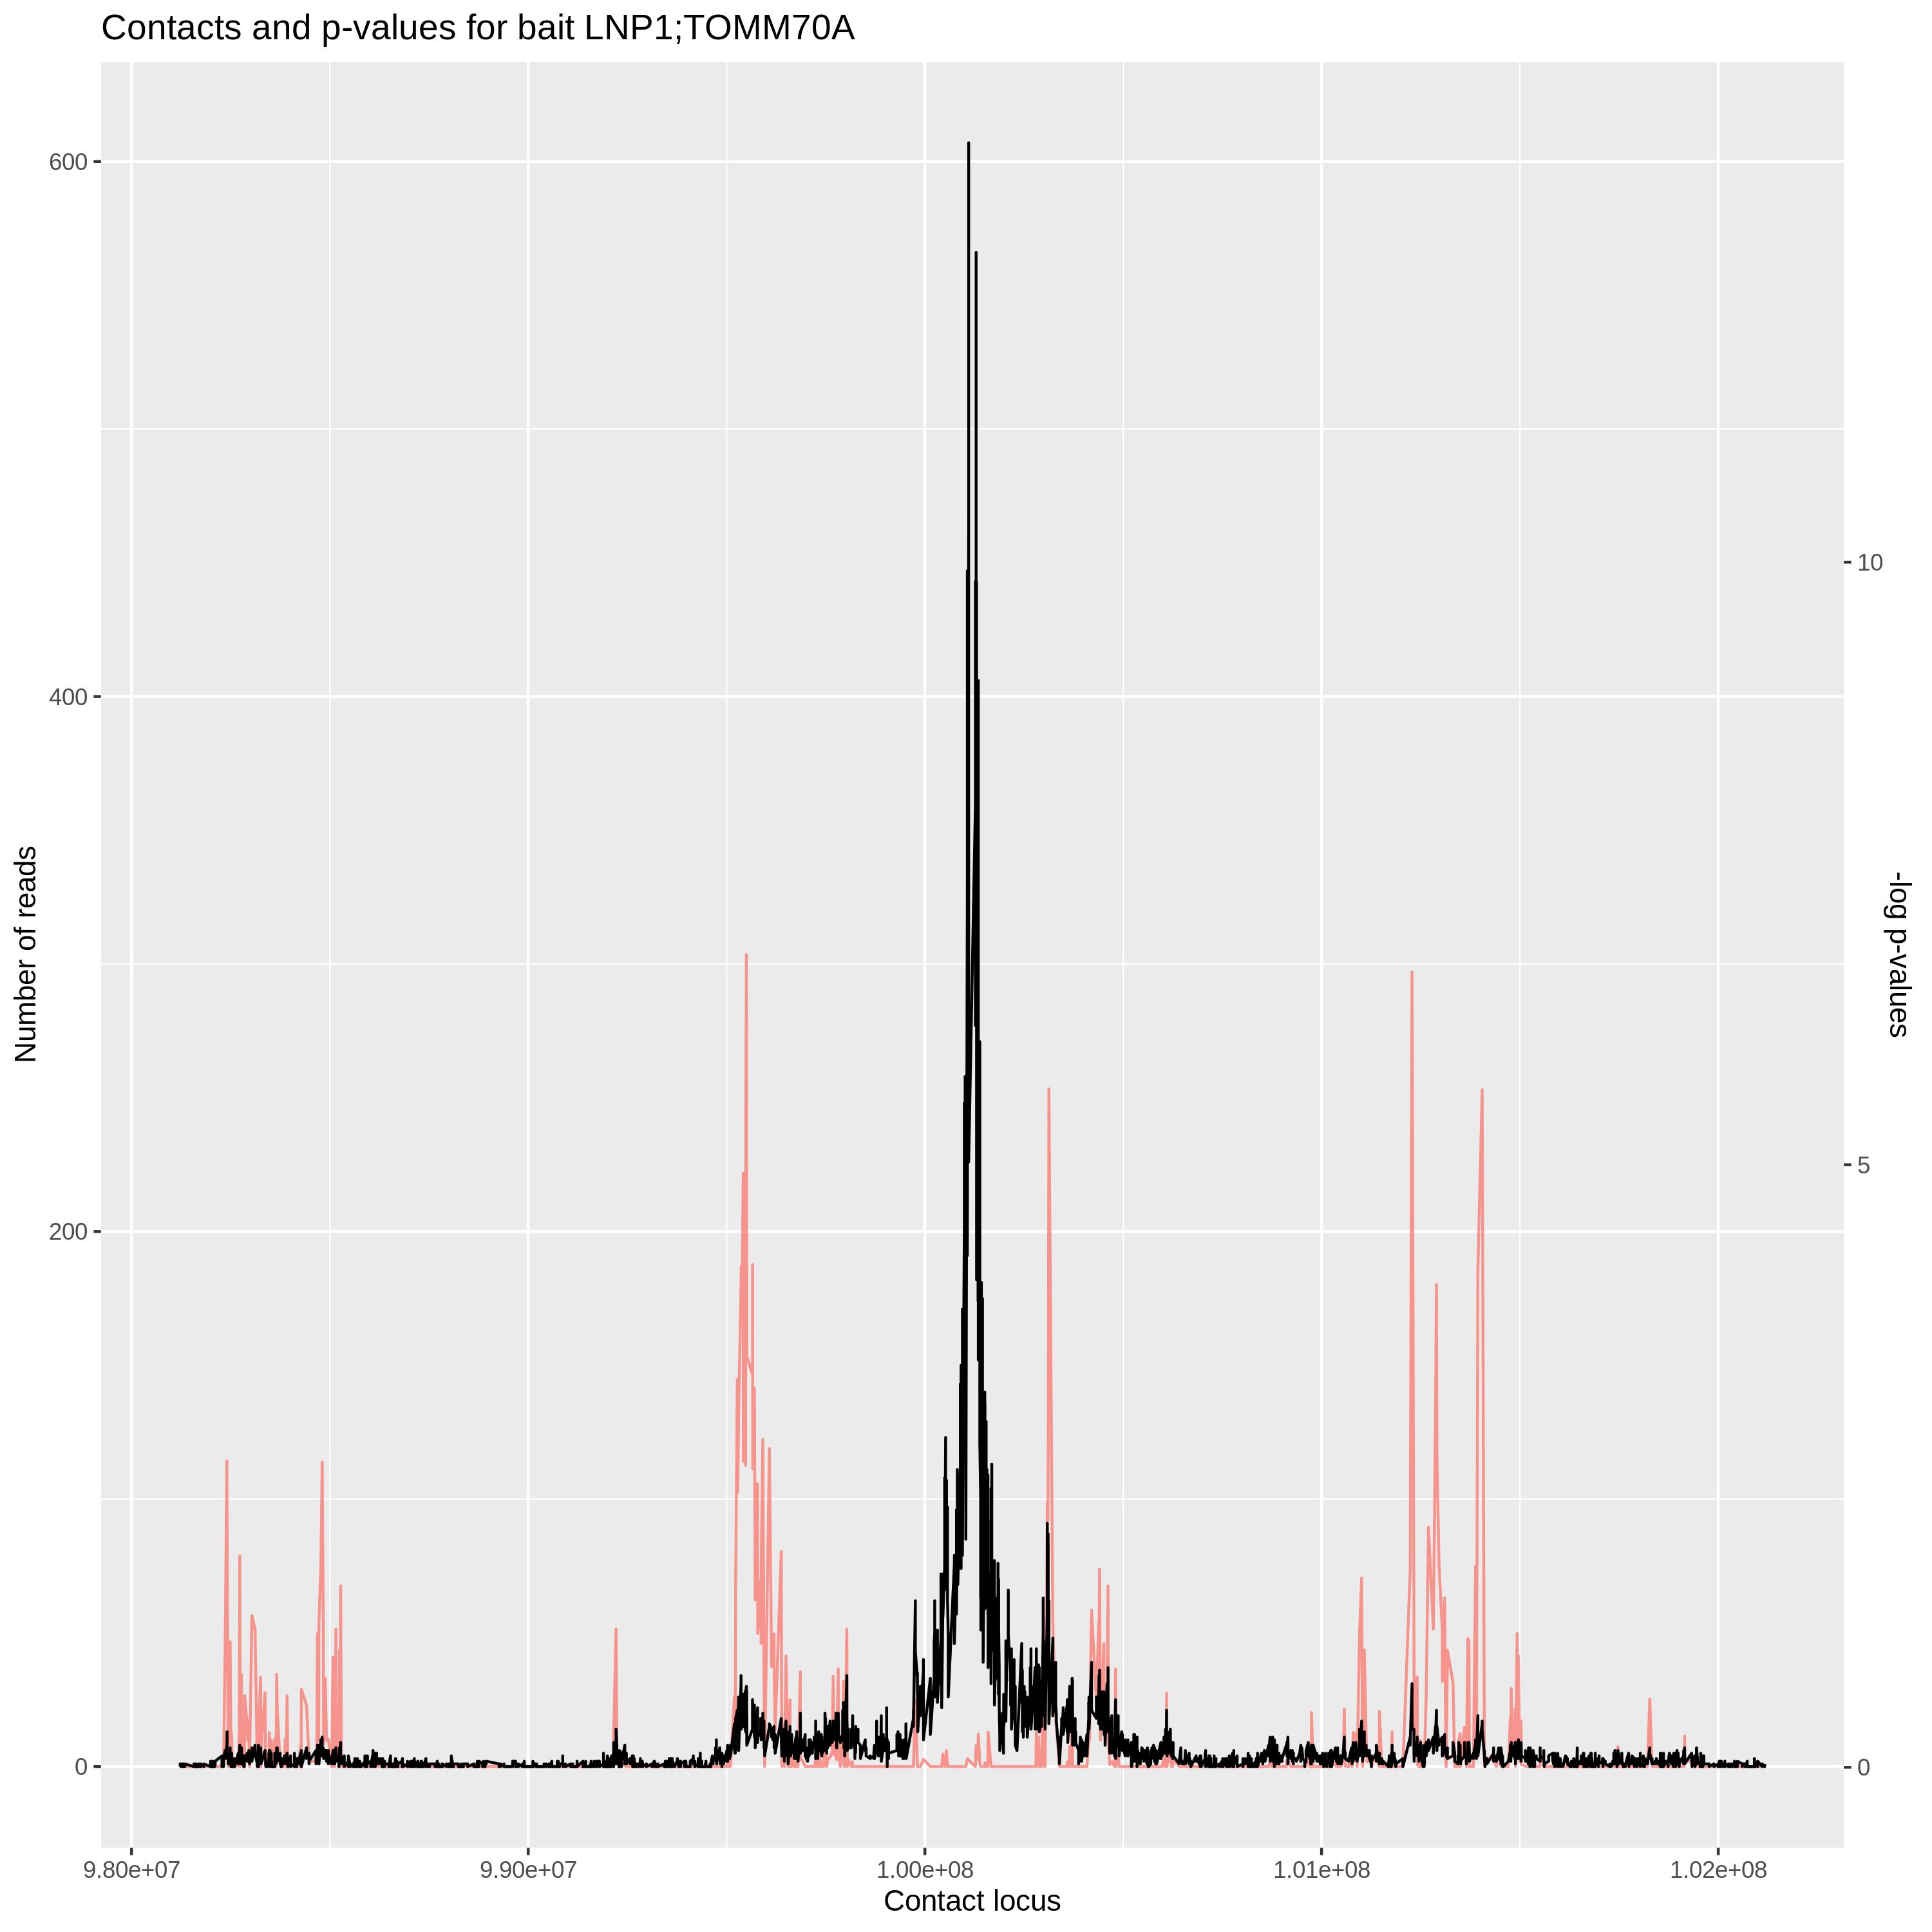 Contacts and p-values for bait LNP1;TOMM70A
600
400
200
0
Number of reads
10
5
0
-log p-values
9.80e+07 9.90e+07 1.00e+08 1.01e+08 1.02e+08
Contact locus